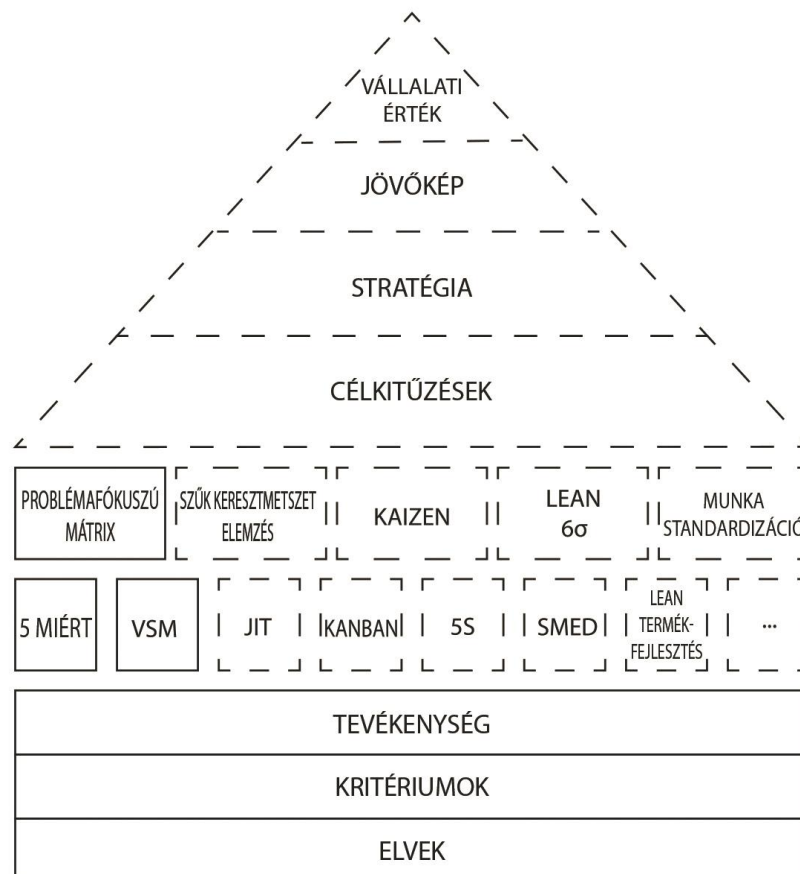 VÁLLALATI
ÉRTÉK
JÖVŐKÉP
STRATÉGIA
CÉLKITŰZÉSEK
PROBLÉMAFÓKUSZÚ
MÁTRIX
SZŰK KERESZTMETSZET
ELEMZÉS
KAIZEN
LEAN
6σ
MUNKA
STANDARDIZÁCIÓ
5 MIÉRT
VSM
JIT
KANBAN
5S
SMED
LEAN
TERMÉK-
FEJLESZTÉS
...
TEVÉKENYSÉG
KRITÉRIUMOK
ELVEK